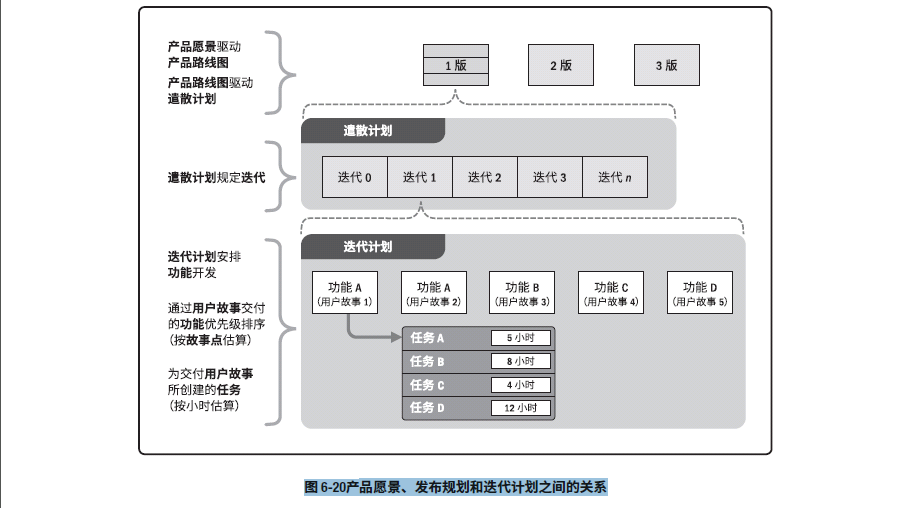 产品愿景驱动
产品路线图
产品路线图驱动
遣散计划
1 版
2 版
3 版
遣散计划
遣散计划规定迭代
迭代 0
迭代 1
迭代 2
迭代 3
迭代 n
迭代计划
迭代计划安排
功能开发
通过用户故事交付
的功能优先级排序
（按故事点估算）
为交付用户故事
所创建的任务
（按小时估算）
功能 A
（用户故事 1）
功能 A
（用户故事 2）
功能 B
（用户故事 3）
功能 C
（用户故事 4）
功能 D
（用户故事 5）
任务 A
5 小时
任务 B
8 小时
任务 C
4 小时
任务 D
12 小时
图 6-20产品愿景、发布规划和迭代计划之间的关系